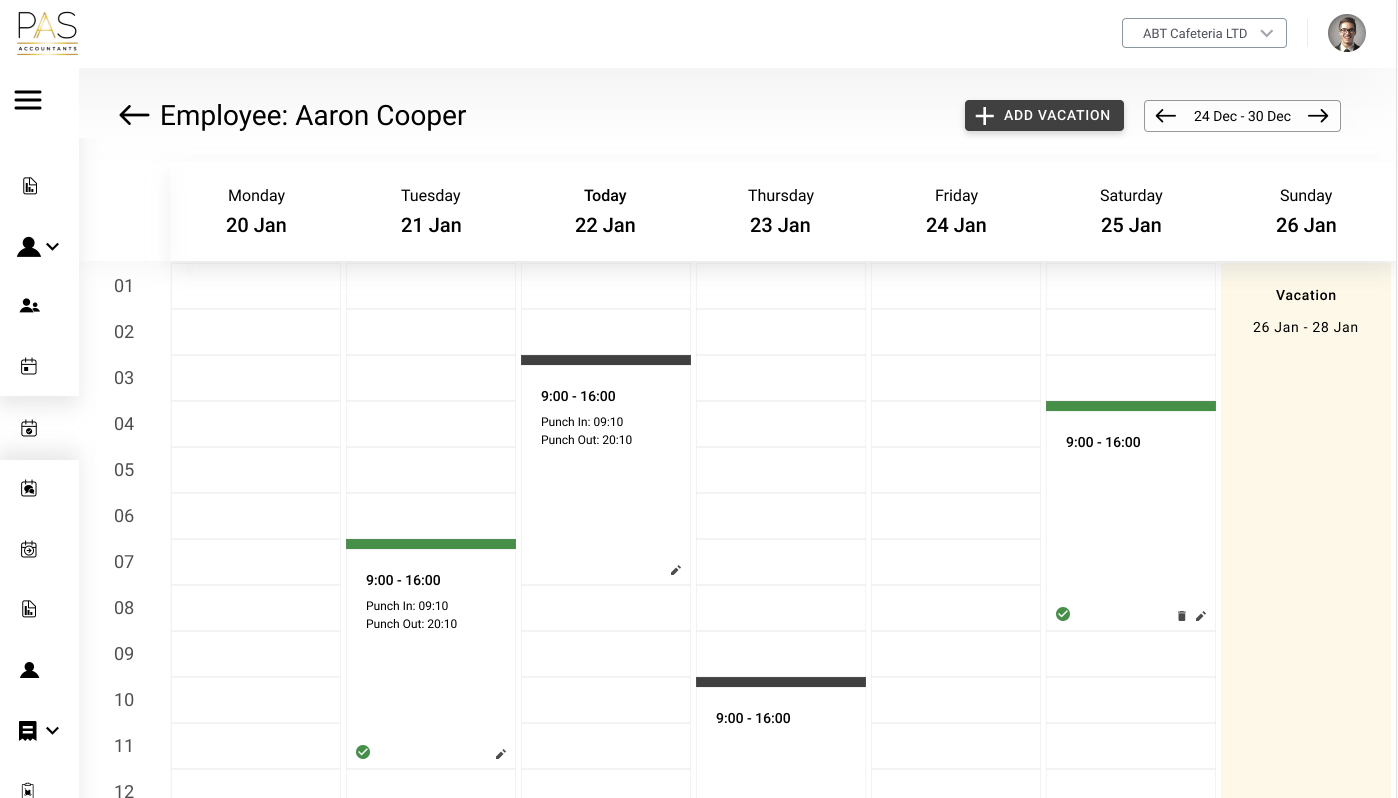 PAS
ACCOUNTANTS
ABT Cafeteria LTD
Employee: Aaron Cooper
ADD VACATION
24 Dec - 30 Dec
Monday
20 Jan
Tuesday
21 Jan
Today
22 Jan
Thursday
23 Jan
Friday
24 Jan
Saturday
25 Jan
Sunday
26 Jan
01
02
03
04
05
06
07
08
09
10
11
12
9:00 - 16:00
Punch In: 09:10
Punch Out: 20:10
9:00 - 16:00
Punch In: 09:10
Punch Out: 20:10
9:00 - 16:00
9:00 - 16:00
Vacation
26 Jan - 28 Jan